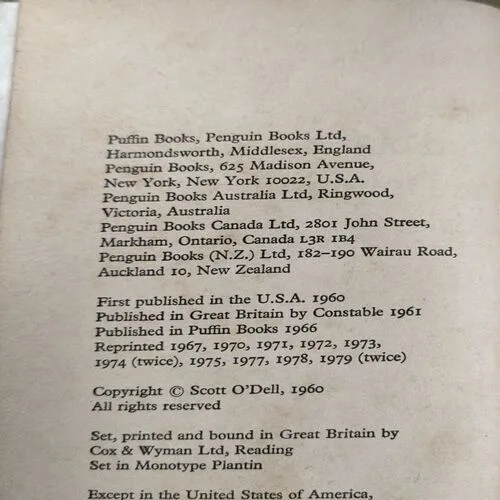 Puffin Books, Penguin Books Ltd,
Harmondsworth, Middlesex, England
Penguin Books, 625 Madison Avenue,
New York, New York 10022, U.S.A.
Penguin Books Australia Ltd, Ringwood,
Victoria, Australia
Penguin Books Canada Ltd, 2801 John Street,
Markham, Ontario, Canada L3R 1B4
Penguin Books (N.Z.) Ltd, 182–190 Wairau Road,
Auckland 10, New Zealand
First published in the U.S.A. 1960
Published in Great Britain by Constable 1961
Published in Puffin Books 1966
Reprinted 1967, 1970, 1971, 1972, 1973,
1974 (twice), 1975, 1977, 1978, 1979 (twice)
Copyright © Scott O'Dell, 1960
All rights reserved
Set, printed and bound in Great Britain by
Cox & Wyman Ltd, Reading
Set in Monotype Plantin
Except in the United States of America,